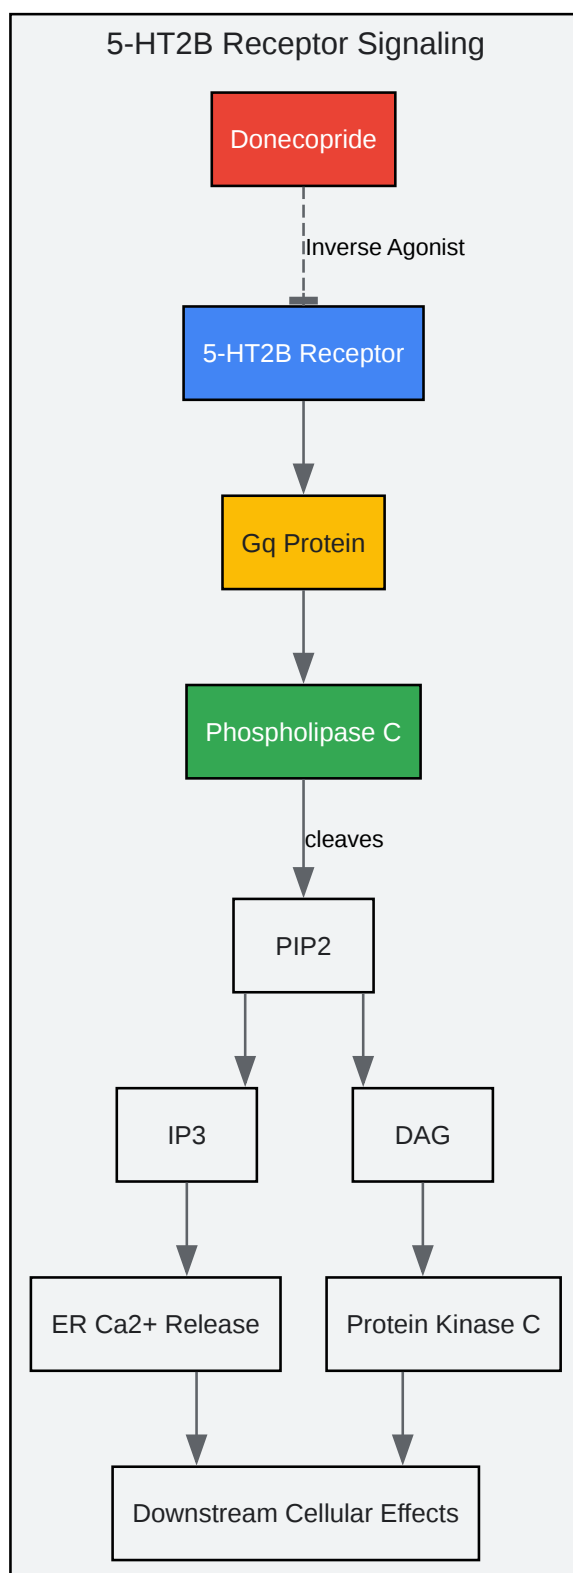 5-HT2B Receptor Signaling
Donecopride
Inverse Agonist
5-HT2B Receptor
Gq Protein
Phospholipase C
cleaves
PIP2
IP3
DAG
ER Ca2+ Release
Protein Kinase C
Downstream Cellular Effects